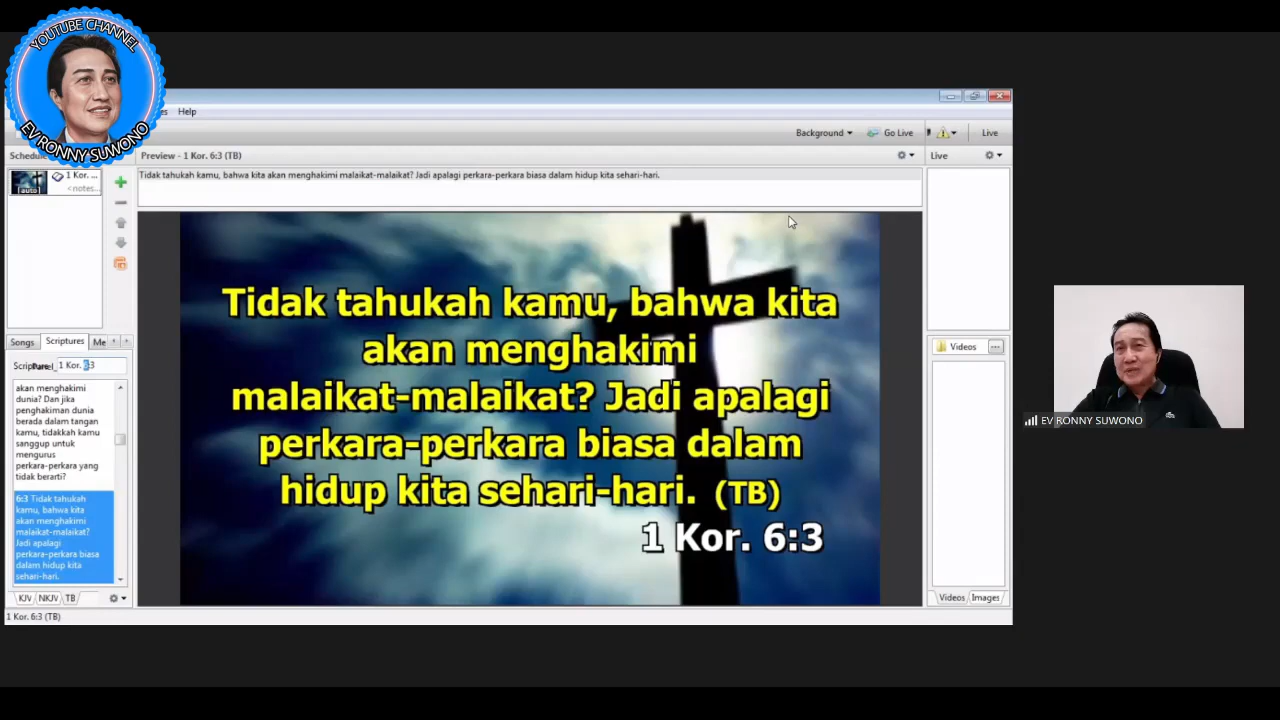 YOUTUBE CHANNEL
EV RONNY SUWONO
Help
Background
Go Live
Live
Preview - 1 Kor. 6:3 (TB)
Live
1 Kor. ...
<notes...
[auto]
Tidak tahukah kamu, bahwa kita akan menghakimi malaikat-malaikat? Jadi apalagi perkara-perkara biasa dalam hidup kita sehari-hari.
Tidak tahukah kamu, bahwa kita
akan menghakimi
malaikat-malaikat? Jadi apalagi
perkara-perkara biasa dalam
hidup kita sehari-hari. (TB)
1 Kor. 6:3
Songs
Scriptures
Me
1 Kor. 6:3
akan menghakimi
dunia? Dan jika
penghakiman dunia
berada dalam tangan
kamu, tidakkah kamu
sanggup untuk
mengurus
perkara-perkara yang
tidak berarti?
6:3 Tidak tahukah
kamu, bahwa kita
akan menghakimi
malaikat-malaikat?
Jadi apalagi
perkara-perkara biasa
dalam hidup kita
sehari-hari.
KJV NKJV TB
1 Kor. 6:3 (TB)
Videos
Videos Images
EV RONNY SUWONO